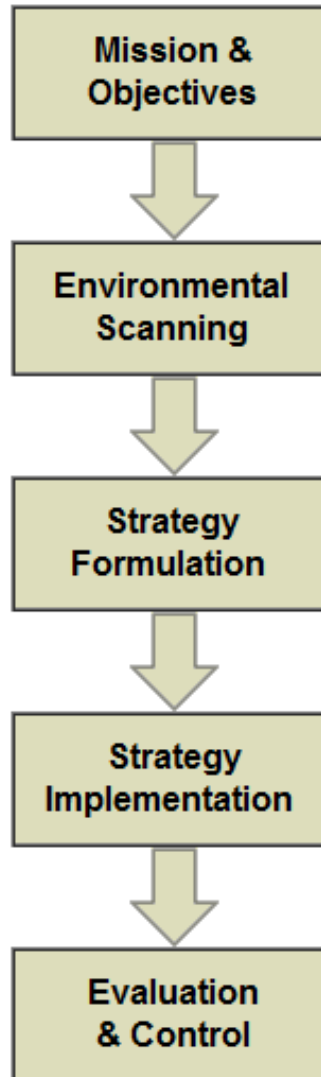 Mission &
Objectives
Environmental
Scanning
Strategy
Formulation
Strategy
Implementation
Evaluation
& Control